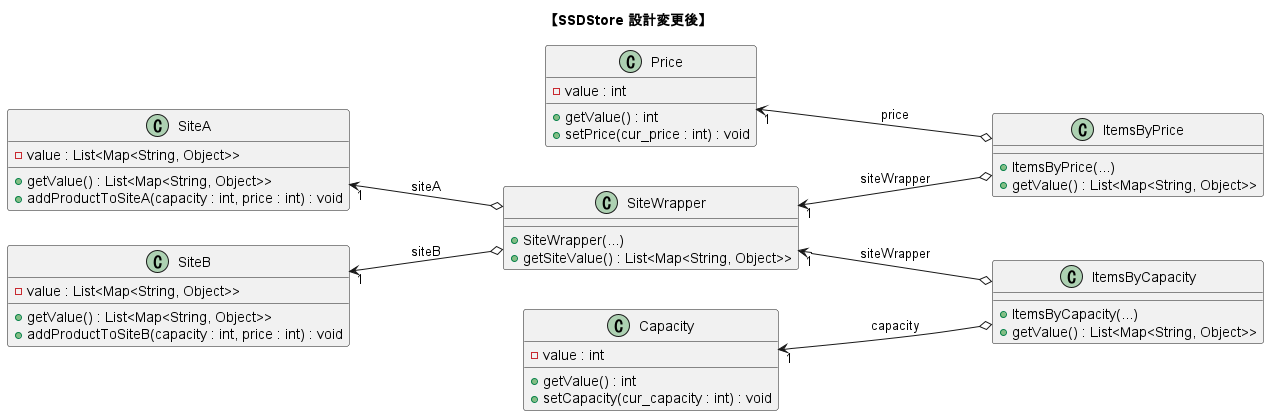 【SSDStore 設計変更後】
C Price
value : int
getValue() : int
setPrice(cur_price : int) : void
C SiteA
value : List<Map<String, Object>>
getValue() : List<Map<String, Object>>
addProductToSiteA(capacity : int, price : int) : void
C SiteB
value : List<Map<String, Object>>
getValue() : List<Map<String, Object>>
addProductToSiteB(capacity : int, price : int) : void
siteA
1
siteB
1
C SiteWrapper
SiteWrapper(...)
getSiteValue() : List<Map<String, Object>>
C Capacity
value : int
getValue() : int
setCapacity(cur_capacity : int) : void
price
1
siteWrapper
1
siteWrapper
1
capacity
1
C ItemsByPrice
ItemsByPrice(...)
getValue() : List<Map<String, Object>>
C ItemsByCapacity
ItemsByCapacity(...)
getValue() : List<Map<String, Object>>